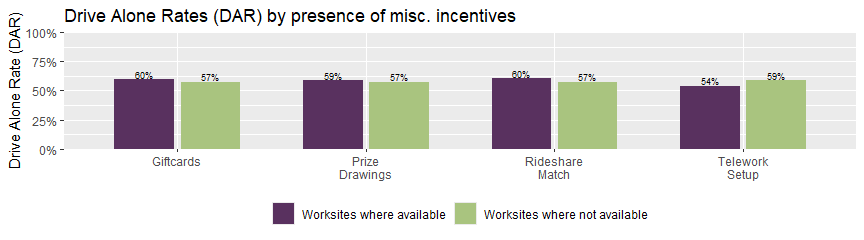 Drive Alone Rates (DAR) by presence of misc. incentives
Drive Alone Rate (DAR)
100%
75%
50%
25%
0%
60%
57%
59%
57%
60%
57%
54%
59%
Giftcards
Prize
Drawings
Rideshare
Match
Telework
Setup
Worksites where available
Worksites where not available